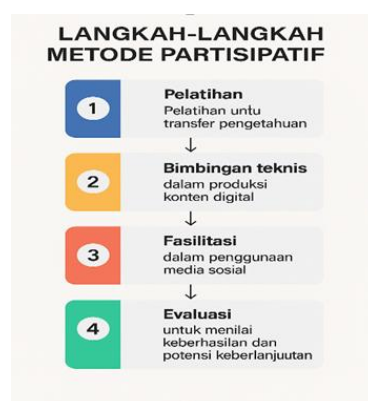 LANGKAH-LANGKAH
METODE PARTISIPATIF
1
Pelatihan
Pelatihan untu
transfer pengetahuan
2
Bimbingan teknis
dalam produksi
konten digital
3
Fasilitasi
dalam penggunaan
media sosial
4
Evaluasi
untuk menilai
keberhasilan dan
potensi keberlanjuutan